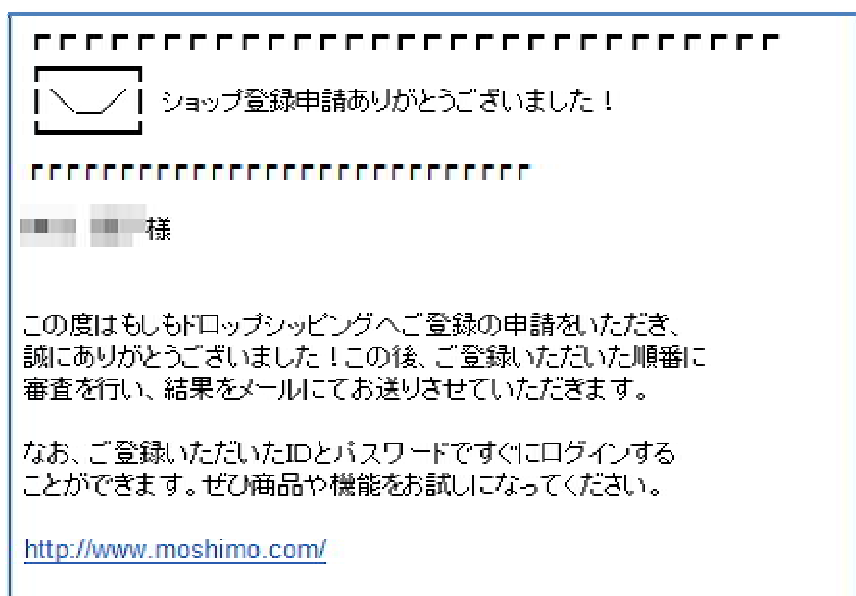 ショップ登録申請ありがとうございました！
様
この度はもしもドロップシッピングへご登録の申請をいただき、
誠にありがとうございました！この後、ご登録いただいた順番に
審査を行い、結果をメールにてお送りさせていただきます。
なお、ご登録いただいたIDとパスワードですぐにログインする
ことができます。ぜひ商品や機能をお試しになってください。
http://www.moshimo.com/